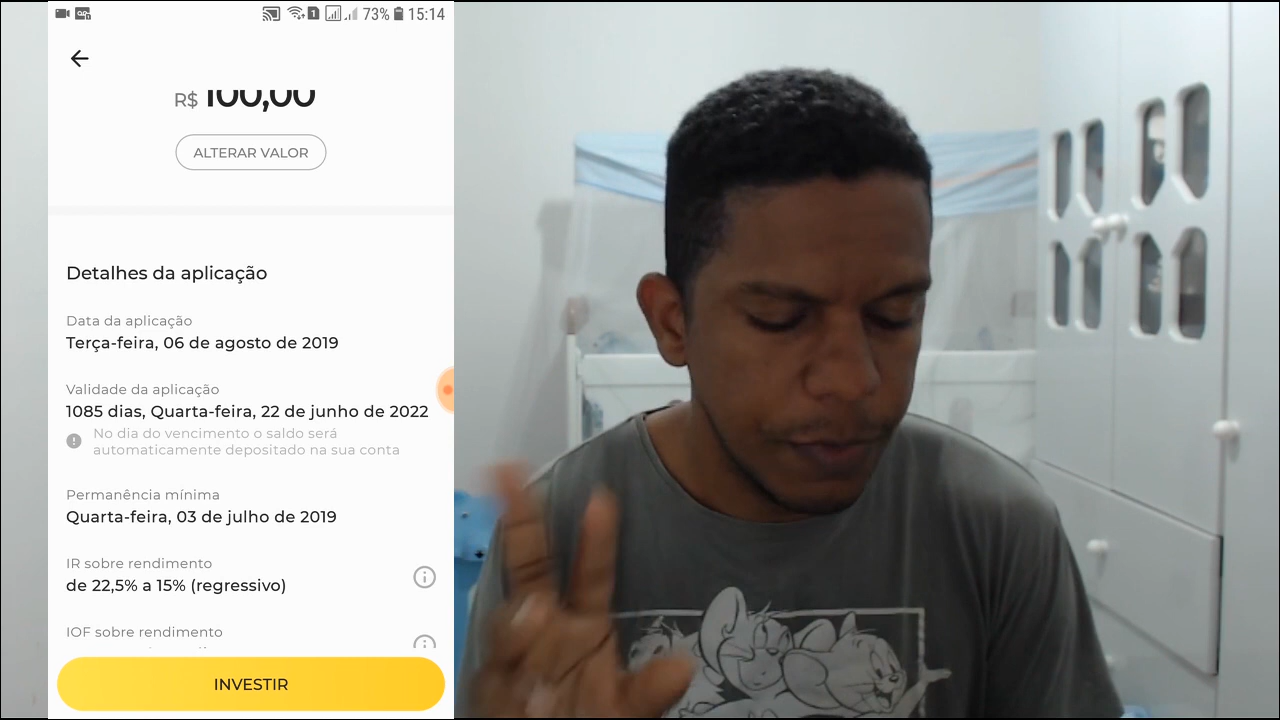 73% 15:14
R$ 100,00
ALTERAR VALOR
Detalhes da aplicação
Data da aplicação
Terça-feira, 06 de agosto de 2019
Validade da aplicação
1085 dias, Quarta-feira, 22 de junho de 2022
No dia do vencimento o saldo será
automaticamente depositado na sua conta
Permanência mínima
Quarta-feira, 03 de julho de 2019
IR sobre rendimento
de 22,5% a 15% (regressivo)
IOF sobre rendimento
INVESTIR